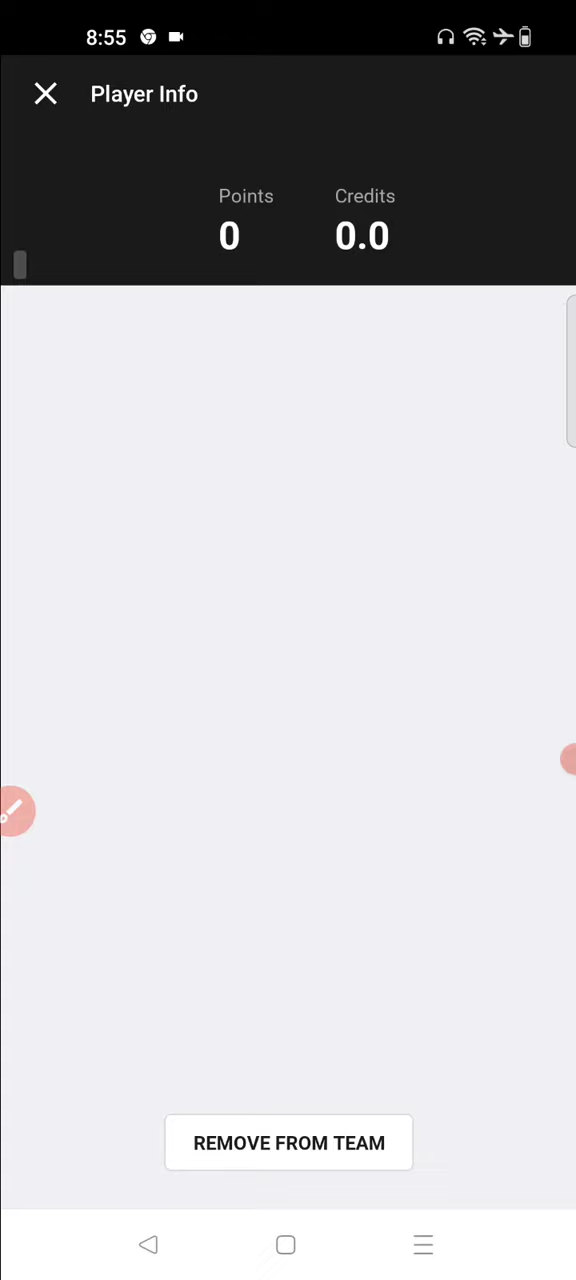 8:55
Player Info
Points
Credits
0
0.0
REMOVE FROM TEAM